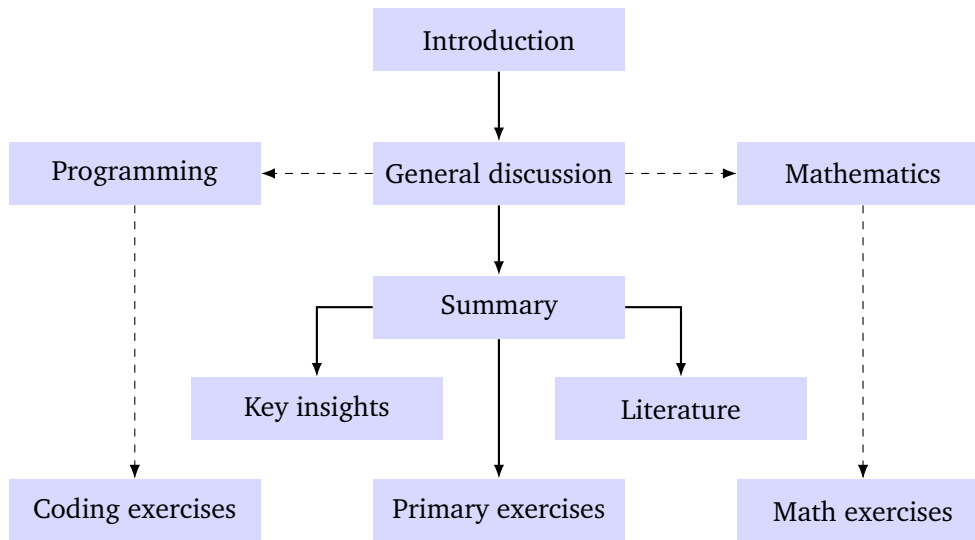 Introduction
Programming
General discussion
Mathematics
Summary
Key insights
Literature
Coding exercises
Primary exercises
Math exercises